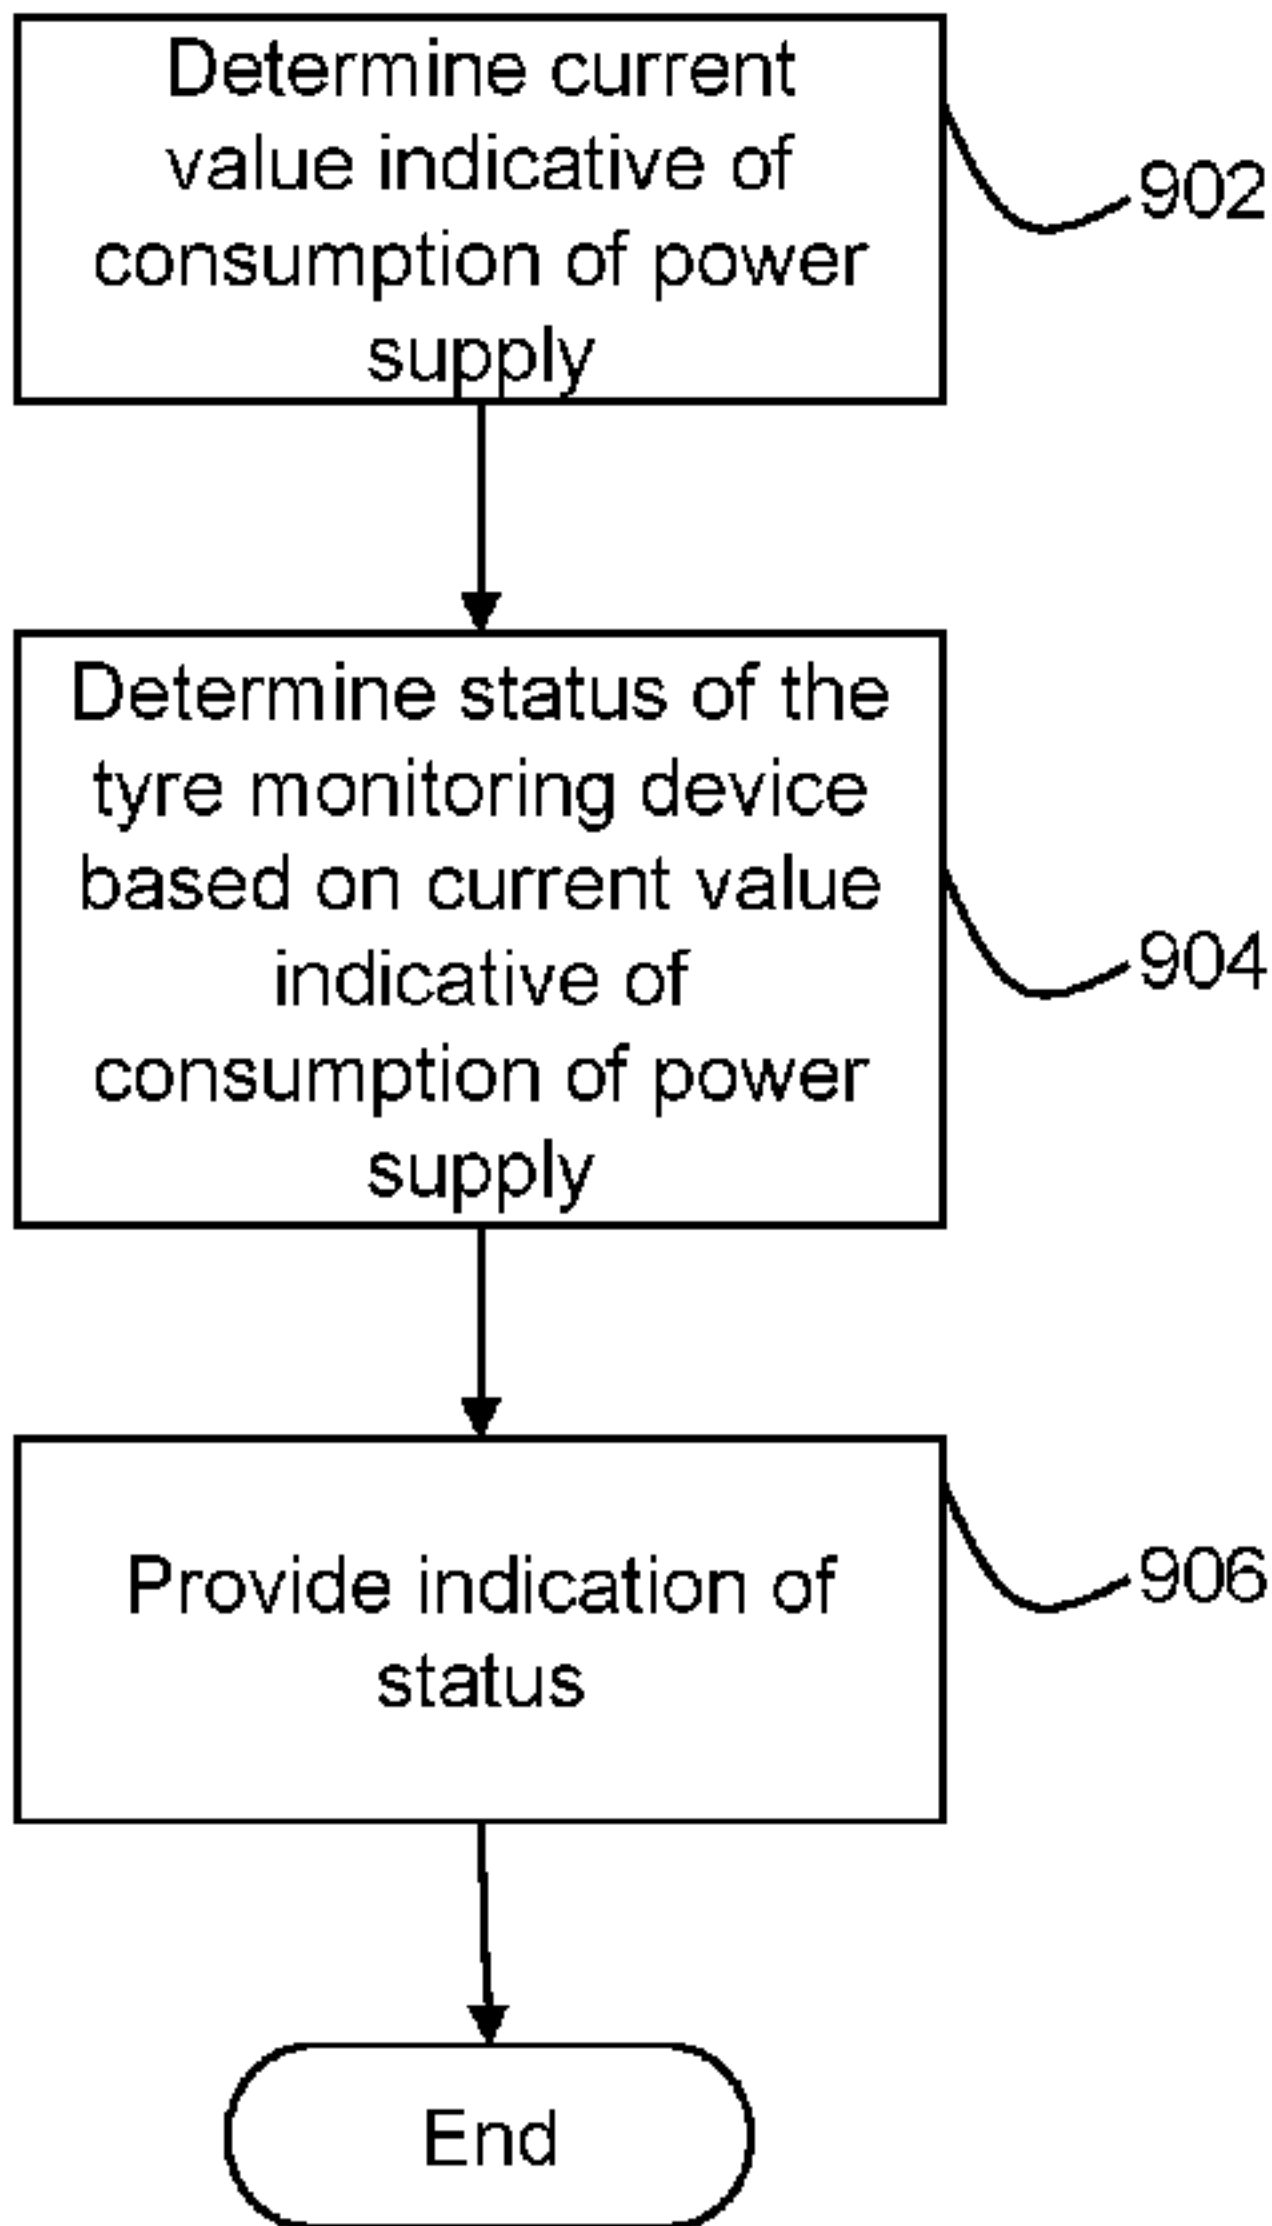 Determine current
value indicative of
consumption of power
supply
902
Determine status of the
tyre monitoring device
based on current value
indicative of
consumption of power
supply
904
Provide indication of
status
906
End